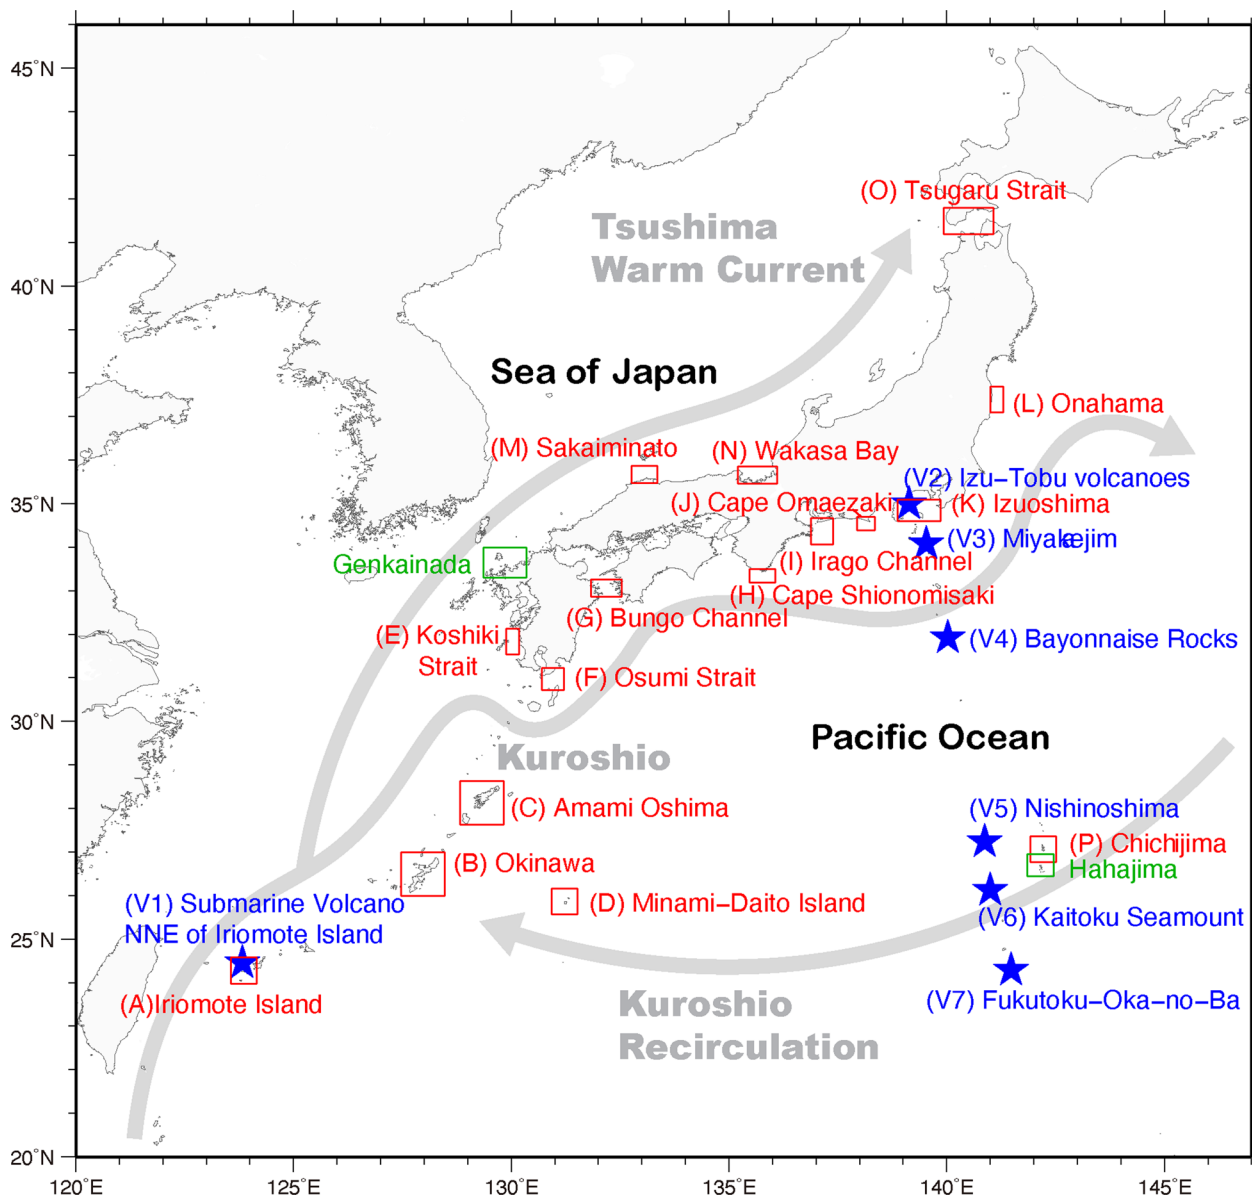 45°N
(O) Tsugaru Strait
Tsushima
Warm Current
40°N
Sea of Japan
(L) Onahama
(M) Sakaiminato
(N) Wakasa Bay
(V2) Izu-Tobu volcanoes
35°N
(J) Cape Omaezaki
(K) Izuoshima
(V3) Miyakæjim
Genkainada
(I) Irago Channel
(H) Cape Shionomisaki
(G) Bungo Channel
(E) Koshiki
Strait
(V4) Bayonnaise Rocks
(F) Osumi Strait
30°N
Pacific Ocean
Kuroshio
(C) Amami Oshima
(V5) Nishinoshima
(P) Chichijima
(B) Okinawa
Hahajima
(V1) Submarine Volcano
NNE of Iriomote Island
(D) Minami-Daito Island
(V6) Kaitoku Seamount
25°N
(A)Iriomote Island
(V7) Fukutoku-Oka-no-Ba
Kuroshio
Recirculation
20°N
120°E
125°E
130°E
135°E
140°E
145°E